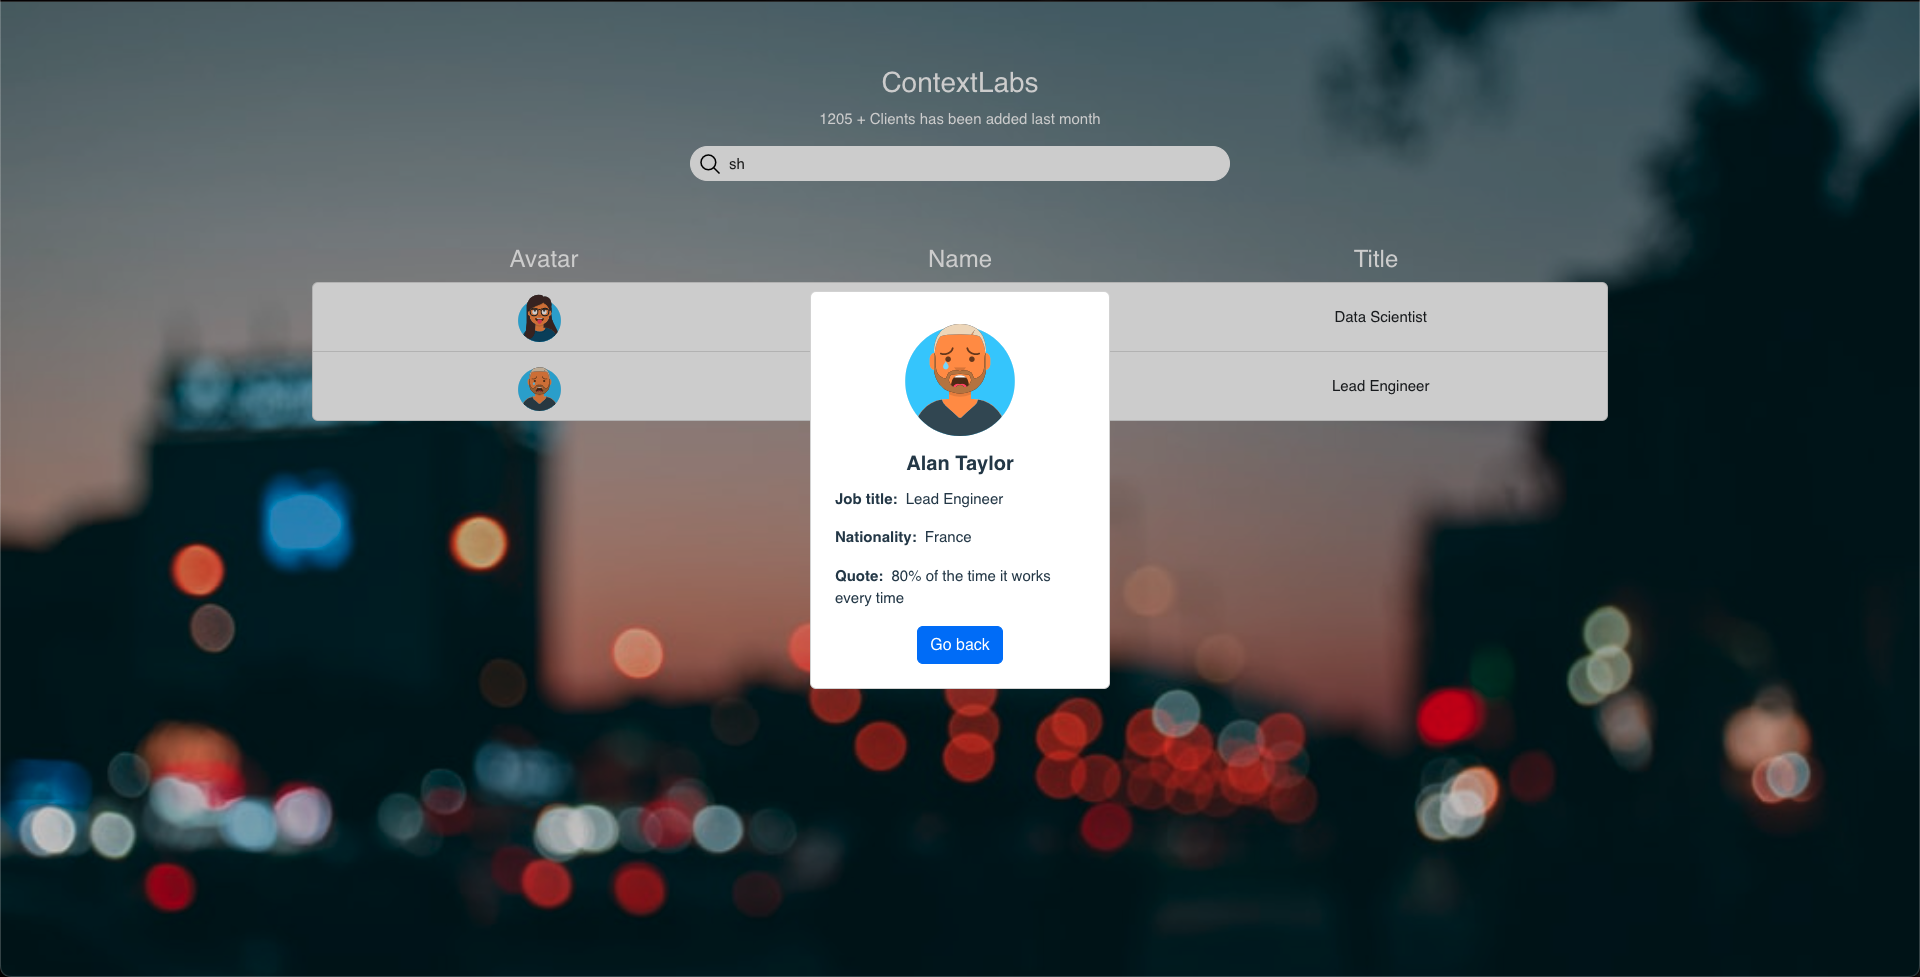 ContextLabs
1205 + Clients has been added last month
sh
Avatar Name Title
Data Scientist
Lead Engineer
Alan Taylor
Job title: Lead Engineer
Nationality: France
Quote: 80% of the time it works
every time
Go back